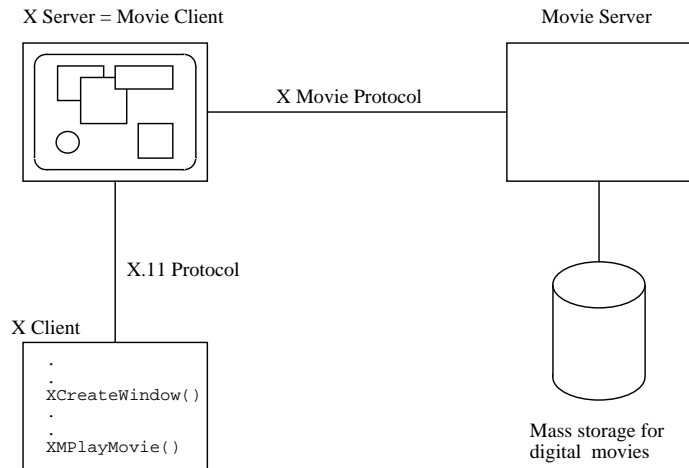 X Server = Movie Client
Movie Server
X Movie Protocol
X.11 Protocol
X Client
.
.
XCreateWindow()
.
.
XMPlayMovie()
Mass storage for
digital movies